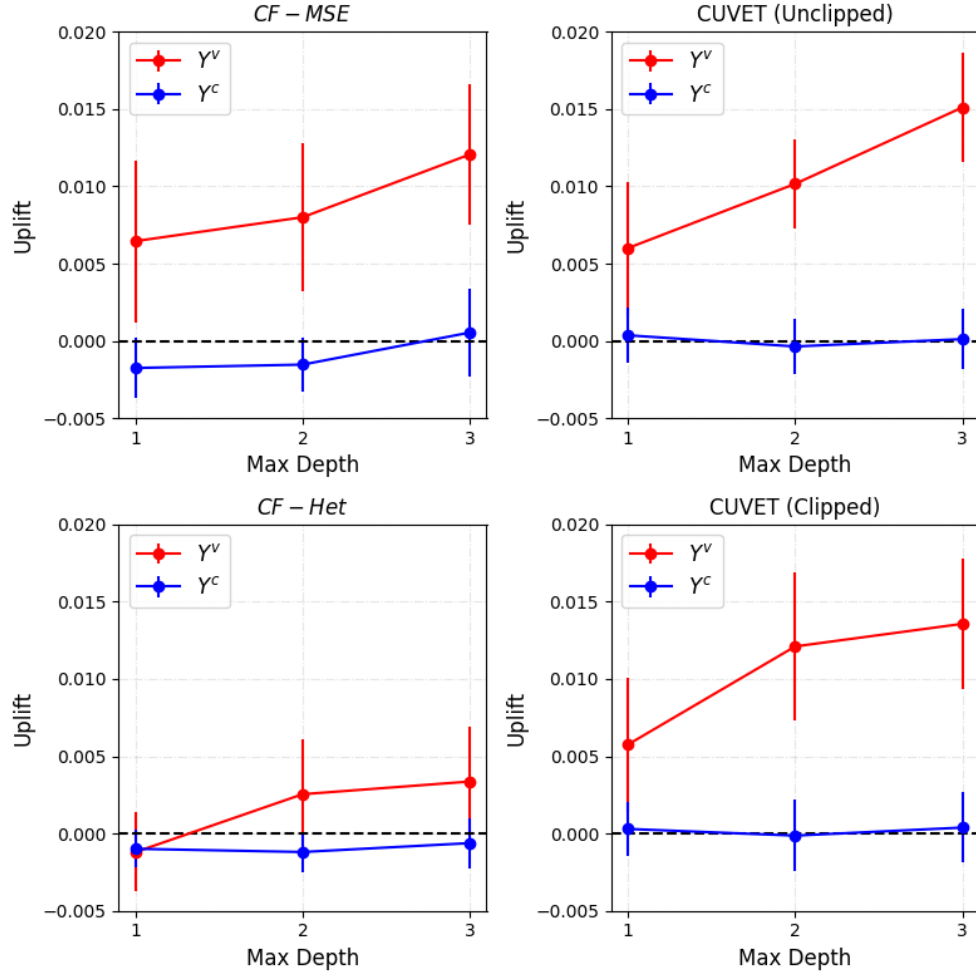 CF − MSE
0.020
0.015
0.010
0.005
0.000
−0.005
Uplift
Y^v
Y^c
1 2 3
Max Depth
CUVET (Unclipped)
0.020
0.015
0.010
0.005
0.000
−0.005
Uplift
Y^v
Y^c
1 2 3
Max Depth
CF − Het
0.020
0.015
0.010
0.005
0.000
−0.005
Uplift
Y^v
Y^c
1 2 3
Max Depth
CUVET (Clipped)
0.020
0.015
0.010
0.005
0.000
−0.005
Uplift
Y^v
Y^c
1 2 3
Max Depth